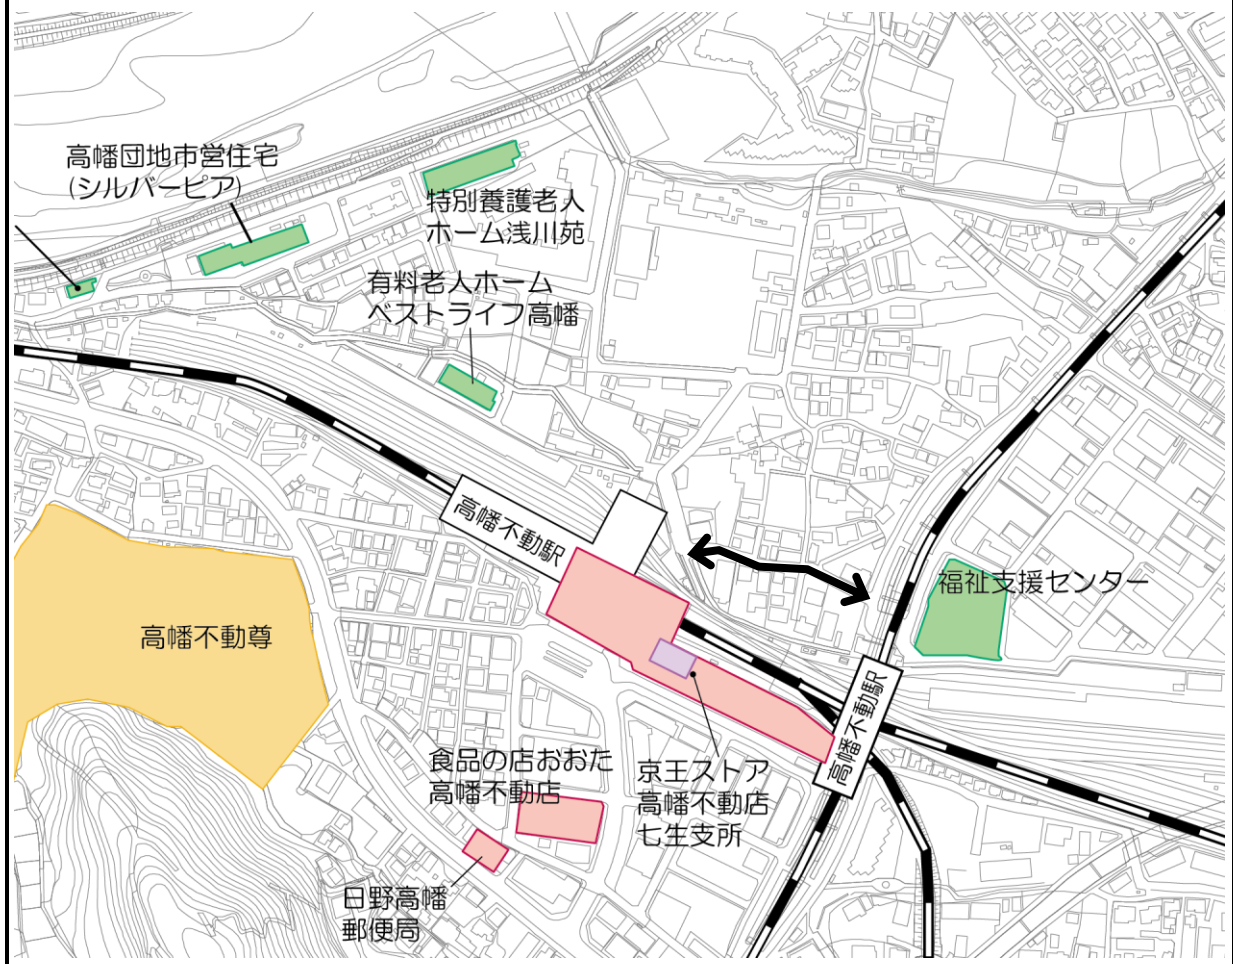 高幡団地市営住宅
(シルバーピア)
特別養護老人
ホーム浅川苑
有料老人ホーム
ベストライフ高幡
高幡不動駅
福祉支援センター
高幡不動尊
高幡不動駅
食品の店おおた
高幡不動店
京王ストア
高幡不動店
七生支所
日野高幡
郵便局